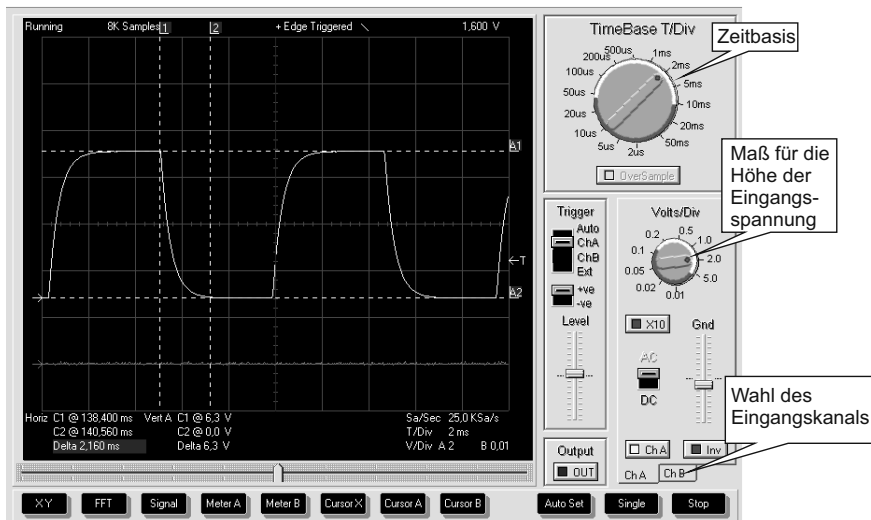 Running 8K Samples 1 2 + Edge Triggered 1,600 V
A1
←T
A2
Horiz C1 @ 138,400 ms Vert A C1 @ 6,3 V Sa/Sec 25,0 KSa/s
C2 @ 140,560 ms C2 @ 0,0 V T/Div 2 ms
Delta 2,160 ms Delta 6,3 V V/Div A 2 B 0,01
TimeBase T/Div
5us
10us
20us
50us
100us
200us
500us
1ms
2ms
5ms
10ms
20ms
50ms
2us
OverSample
Zeitbasis
Trigger
Auto
ChA
ChB
Ext
+ve
-ve
Level
Volts/Div
0.01
0.02
0.05
0.1
0.2
0.5
1.0
2.0
5.0
X10
Gnd
AC
DC
Ch A
Inv
Ch A
Ch B
Maß für die
Höhe der
Eingangs-
spannung
Wahl des
Eingangskanals
Output
OUT
XY FFT Signal Meter A Meter B Cursor X Cursor A Cursor B Auto Set Single Stop